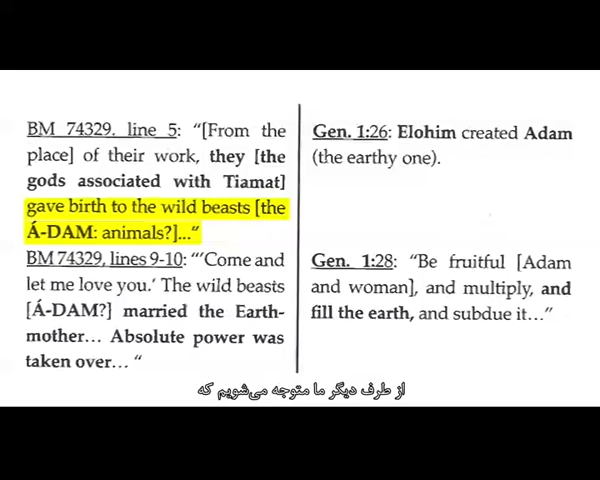 BM 74329. line 5: “[From the
place] of their work, they [the
gods associated with Tiamat]
gave birth to the wild beasts [the
Á-DAM: animals?]...”
BM 74329, lines 9-10: “‘Come and
let me love you.’ The wild beasts
[Á-DAM?] married the Earth-
mother... Absolute power was
taken over... “
Gen. 1:26: Elohim created Adam
(the earthy one).
Gen. 1:28: “Be fruitful [Adam
and woman], and multiply, and
fill the earth, and subdue it...”
از طرف دیگر ما متوجه می‌شویم که